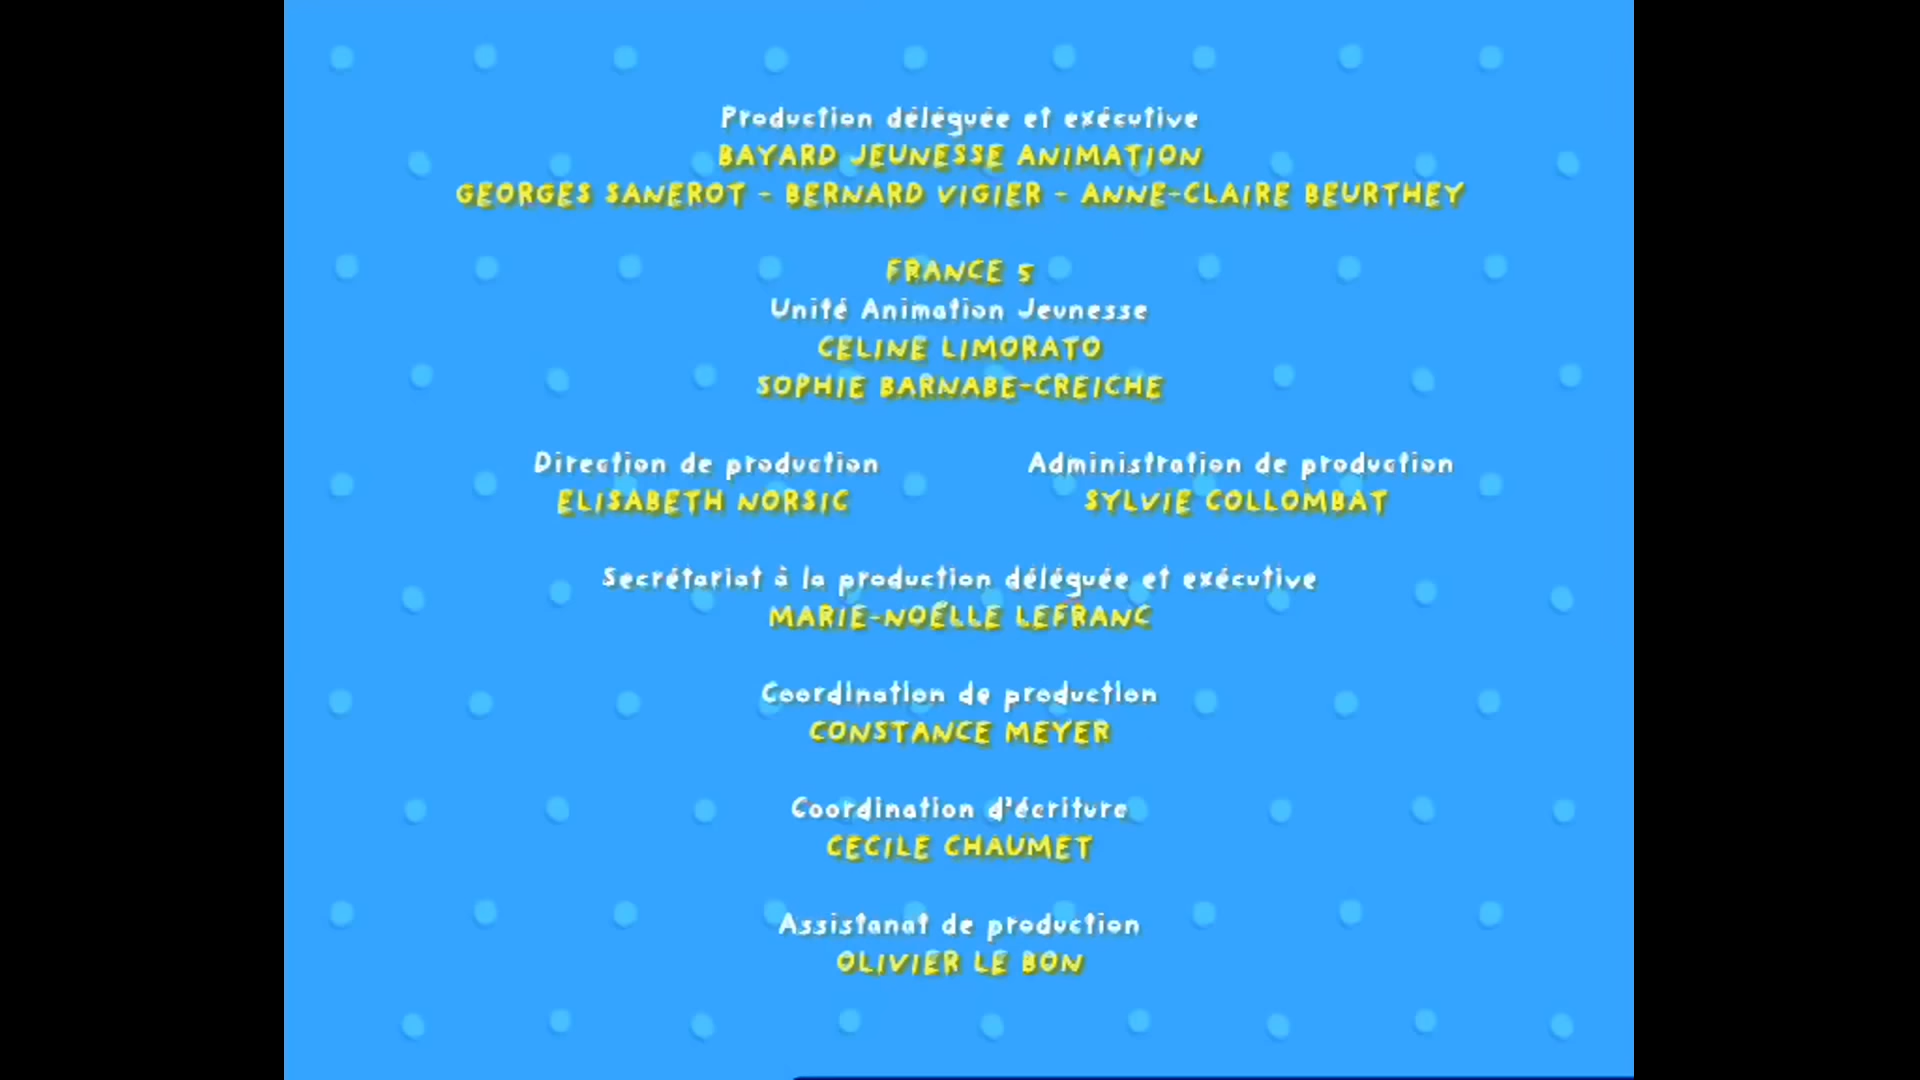 Production déléguée et exécutive
BAYARD JEUNESSE ANIMATION
GEORGES SANEROT - BERNARD VIGIER - ANNE-CLAIRE BEURTHEY
FRANCE 5
Unité Animation Jeunesse
CELINE LIMORATO
SOPHIE BARNABE-CREICHE
Direction de production
ELISABETH NORSIC
Administration de production
SYLVIE COLLOMBAT
Secrétariat à la production déléguée et exécutive
MARIE-NOËLLE LEFRANC
Coordination de production
CONSTANCE MEYER
Coordination d'écriture
CECILE CHAUMET
Assistanat de production
OLIVIER LE BON